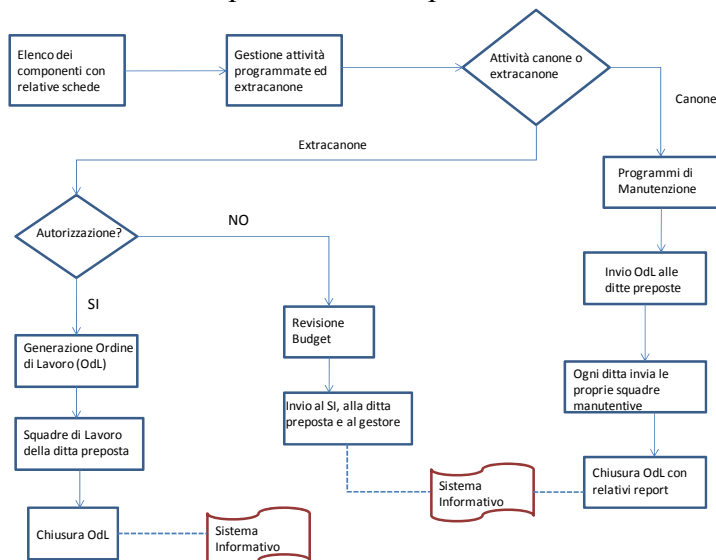 Elenco dei
componenti con
relative schede
Gestione attività
programmate ed
extracanone
Attività canone o
extracanone
Canone
Extracanone
Programmi di
Manutenzione
Autorizzazione?
NO
SI
Invio OdL alle
ditte preposte
Revisione
Budget
Generazione Ordine
di Lavoro (OdL)
Ogni ditta invia le
proprie squadre
manutentive
Invio al SI, alla ditta
preposta e al gestore
Squadre di Lavoro
della ditta preposta
Sistema
Informativo
Chiusura OdL con
relativi report
Chiusura OdL
Sistema
Informativo